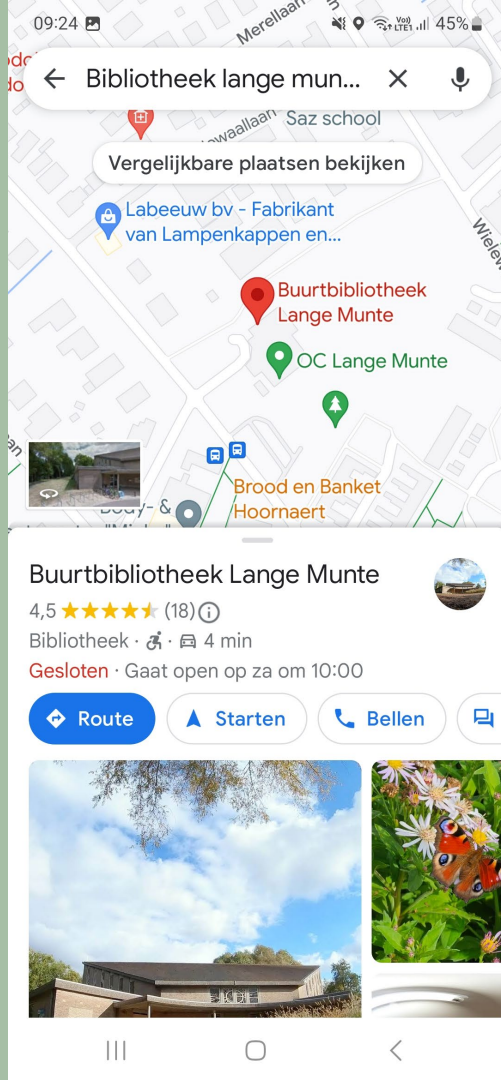 09:24
Vo))
LTE1
45%
Merellaan
Bibliotheek lange mun...
Saz school
Vergelijkbare plaatsen bekijken
Labeeuw bv - Fabrikant
van Lampenkappen en...
Buurtbibliotheek
Lange Munte
OC Lange Munte
Brood en Banket
Hoornaert
Buurtbibliotheek Lange Munte
4,5 (18)
Bibliotheek · · 4 min
Gesloten · Gaat open op za om 10:00
Route
Starten
Bellen